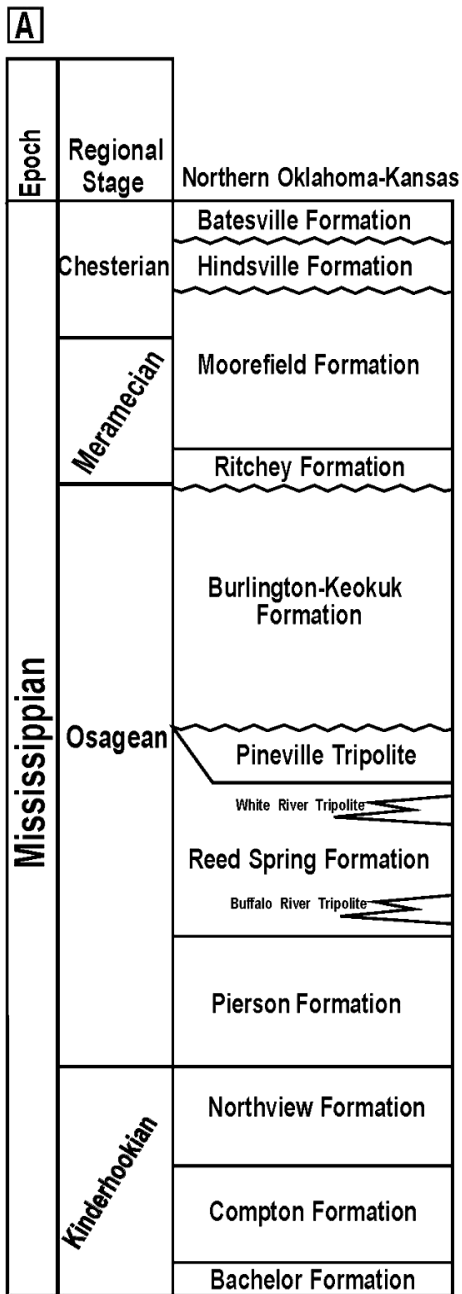 A
Epoch
Regional
Stage
Northern Oklahoma-Kansas
Mississippian
Chesterian
Meramecian
Osagean
Kinderhookian
Batesville Formation
Hindsville Formation
Moorefield Formation
Ritchey Formation
Burlington-Keokuk
Formation
Pineville Tripolite
White River Tripolite
Reed Spring Formation
Buffalo River Tripolite
Pierson Formation
Northview Formation
Compton Formation
Bachelor Formation